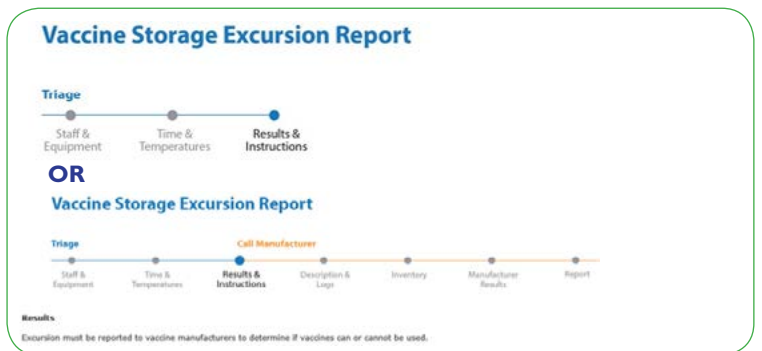 Vaccine Storage Excursion Report
Triage
Staff & Equipment
Time & Temperatures
Results & Instructions
OR
Vaccine Storage Excursion Report
Triage
Call Manufacturer
Staff & Equipment
Time & Temperatures
Results & Instructions
Description & Logs
Inventory
Manufacturer Results
Report
Results
Excursion must be reported to vaccine manufacturers to determine if vaccines can or cannot be used.